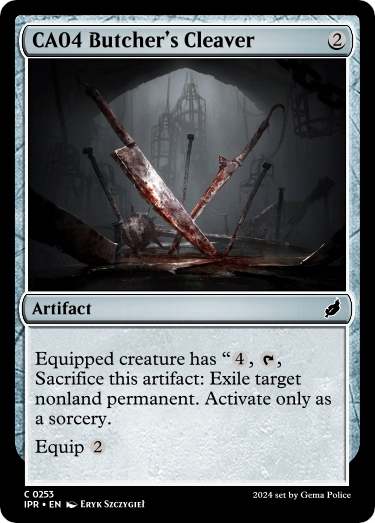 CA04 Butcher's Cleaver 2
Artifact
Equipped creature has “4, T,
Sacrifice this artifact: Exile target
nonland permanent. Activate only as
a sorcery.
Equip 2
C 0253
IPR • EN Eryk Szczygieł
2024 set by Gema Police